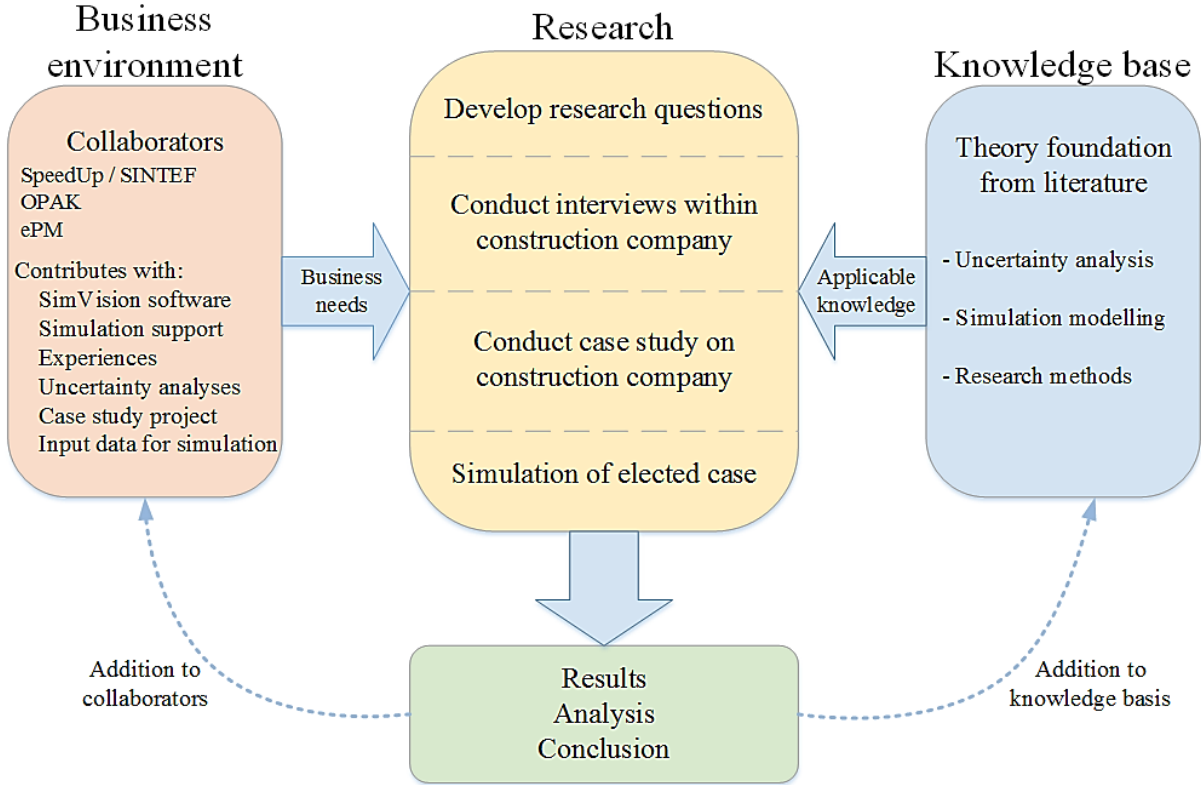 Business
environment
Collaborators
SpeedUp / SINTEF
OPAK
ePM
Contributes with:
SimVision software
Simulation support
Experiences
Uncertainty analyses
Case study project
Input data for simulation
Business
needs
Research
Develop research questions
Conduct interviews within
construction company
Conduct case study on
construction company
Simulation of elected case
Applicable
knowledge
Knowledge base
Theory foundation
from literature
- Uncertainty analysis
- Simulation modelling
- Research methods
Addition to
collaborators
Results
Analysis
Conclusion
Addition to
knowledge basis